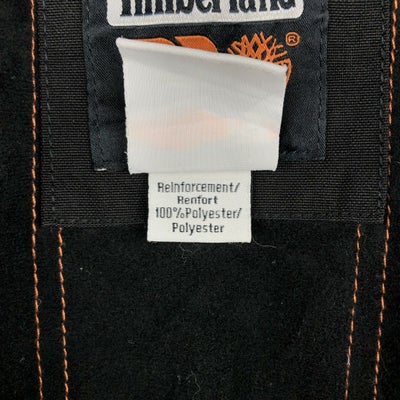 Timberland
®
Reinforcement/
Renfort
100%Polyester/
Polyester